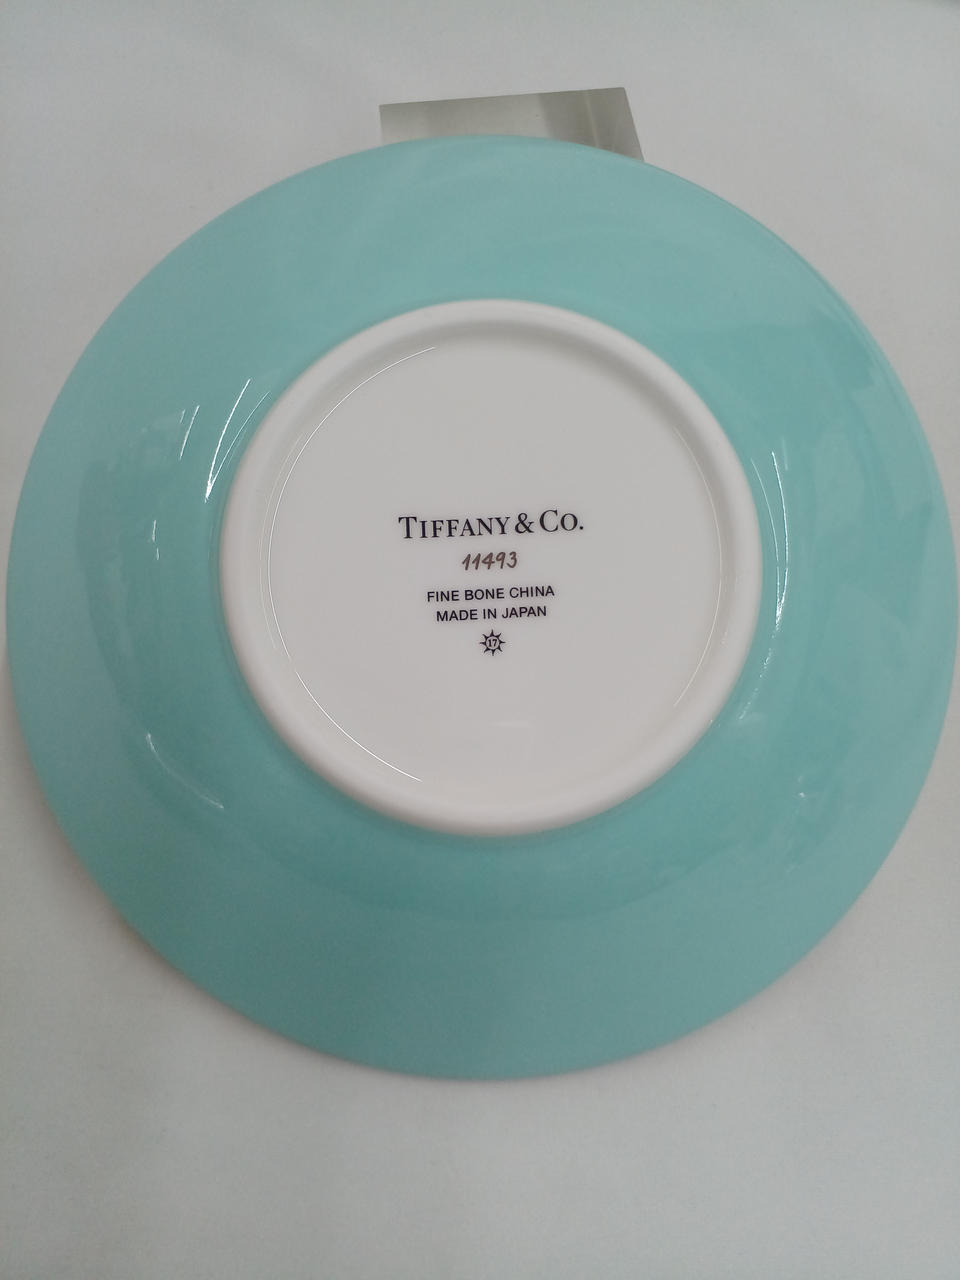 TIFFANY & CO.
11493
FINE BONE CHINA
MADE IN JAPAN
17